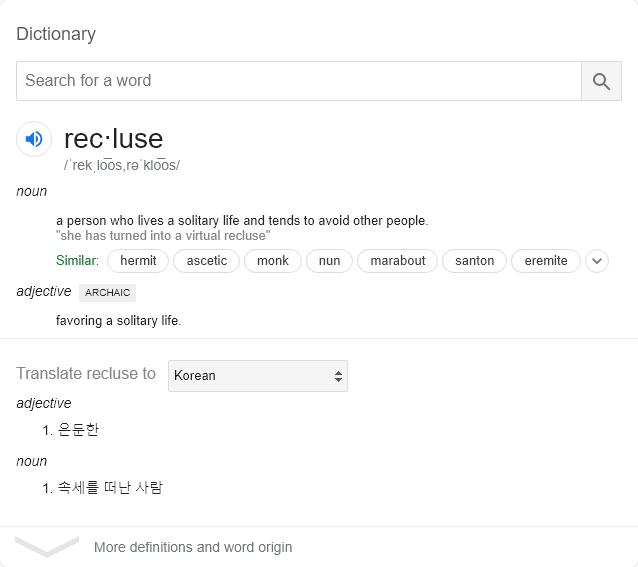 Dictionary
Search for a word
rec·luse
/ˈrekˌlo͞os,rəˈklo͞os/
noun
a person who lives a solitary life and tends to avoid other people.
"she has turned into a virtual recluse"
Similar: hermit ascetic monk nun marabout santon eremite
adjective ARCHAIC
favoring a solitary life.
Translate recluse to Korean
adjective
1. 은둔한
noun
1. 속세를 떠난 사람
More definitions and word origin